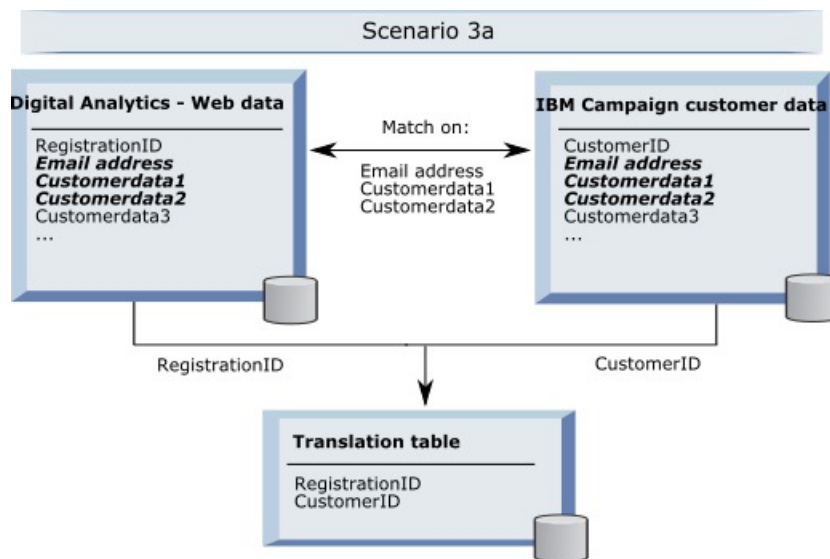 Scenario 3a
Digital Analytics - Web data
RegistrationID
Email address
Customerdata1
Customerdata2
Customerdata3
...
Match on:
Email address
Customerdata1
Customerdata2
IBM Campaign customer data
CustomerID
Email address
Customerdata1
Customerdata2
Customerdata3
...
RegistrationID
CustomerID
Translation table
RegistrationID
CustomerID